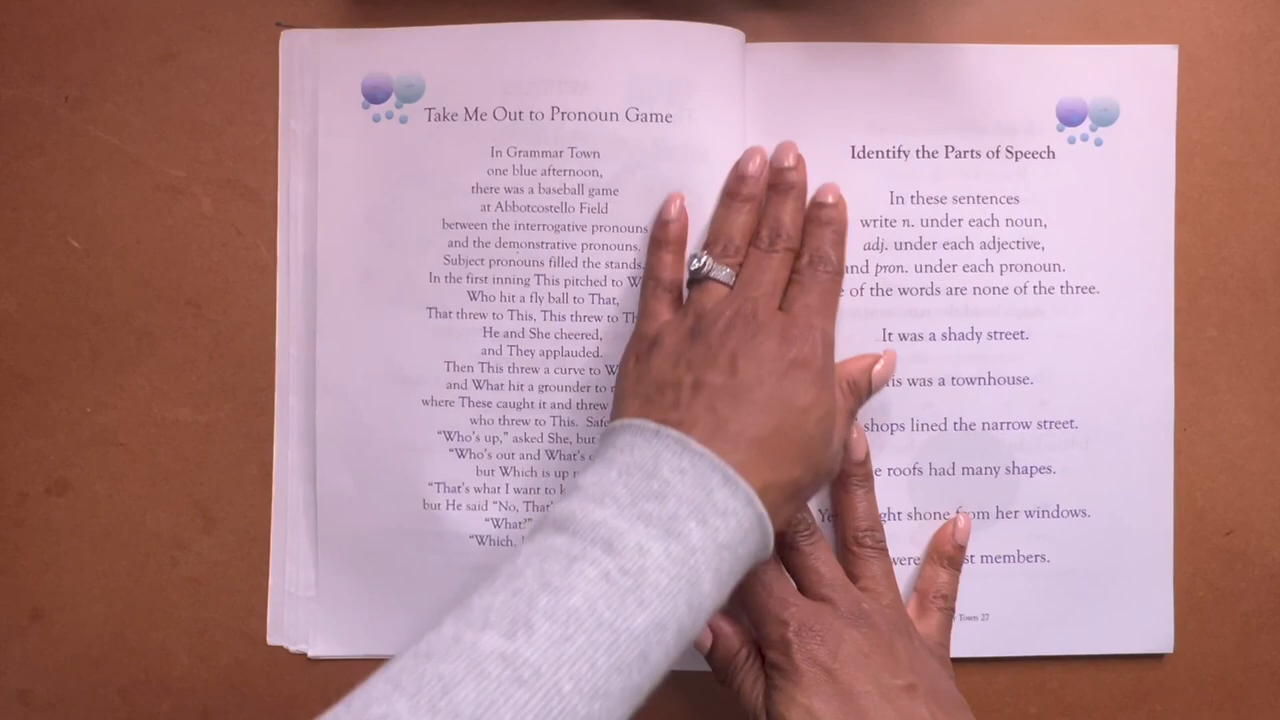 Take Me Out to Pronoun Game
In Grammar Town
one blue afternoon,
there was a baseball game
at Abbotcostello Field
between the interrogative pronouns
and the demonstrative pronouns.
Subject pronouns filled the stands.
In the first inning This pitched to
Who hit a fly ball to That,
That threw to This, This threw to
He and She cheered,
and They applauded.
Then This threw a curve to
and What hit a grounder to
where These caught it and threw
who threw to This.
“Who's up,” asked She, but
“Who's out and What's
but Which is up
“That's what I want to
but He said “No,
“What?”
“Which.
Identify the Parts of Speech
In these sentences
write n. under each noun,
adj. under each adjective,
and pron. under each pronoun.
of the words are none of the three.
It was a shady street.
was a townhouse.
shops lined the narrow street.
roofs had many shapes.
shone from her windows.
were members.
Town 27